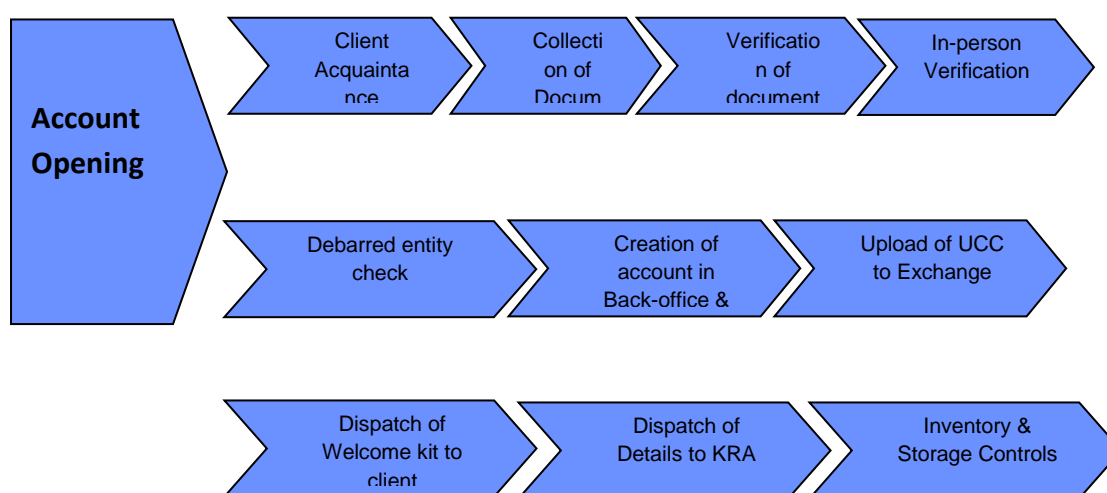 Account
Opening
Client
Acquainta
nce
Collecti
on of
Docum
Verificatio
n of
document
In-person
Verification
Debarred entity
check
Creation of
account in
Back-office &
Upload of UCC
to Exchange
Dispatch of
Welcome kit to
client
Dispatch of
Details to KRA
Inventory &
Storage Controls